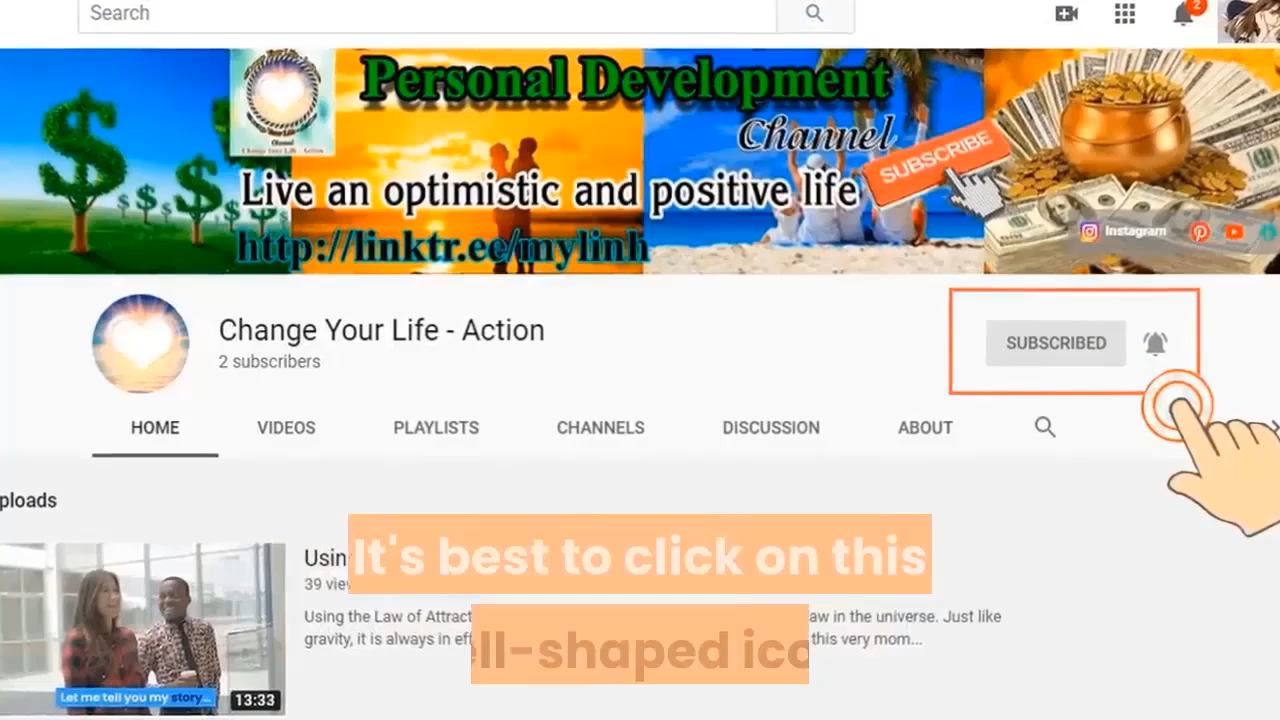 Search
2
Personal Development
Channel
SUBSCRIBE
Live an optimistic and positive life
http://linktr.ee/mylinh
Instagram
Change Your Life - Action
2 subscribers
SUBSCRIBED
HOME VIDEOS PLAYLISTS CHANNELS DISCUSSION ABOUT
ploads
It's best to click on this
ll-shaped ico
Usin
39 vie
Using the Law of Attract aw in the universe. Just like
gravity, it is always in eff this very mom...
Let me tell you my story...
13:33